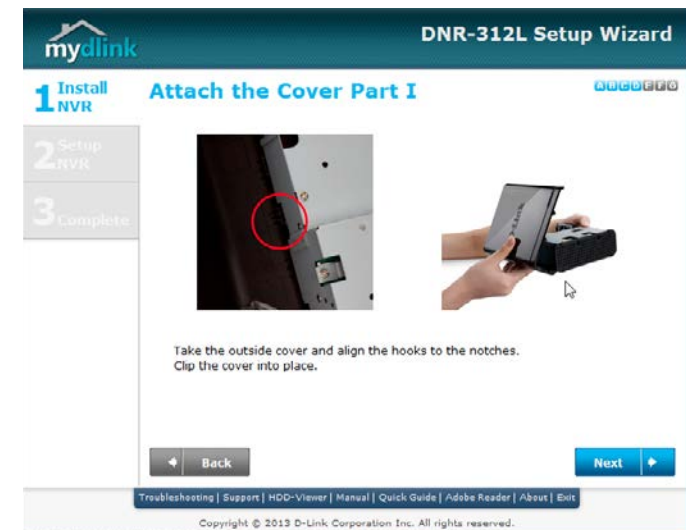 mydlink
DNR-312L Setup Wizard
1 Install
NVR
Attach the Cover Part I
A B C D E F G
2 Setup
NVR
3 Complete
Take the outside cover and align the hooks to the notches.
Clip the cover into place.
Back
Next
Troubleshooting | Support | HDD-Viewer | Manual | Quick Guide | Adobe Reader | About | Exit
Copyright © 2013 D-Link Corporation Inc. All rights reserved.